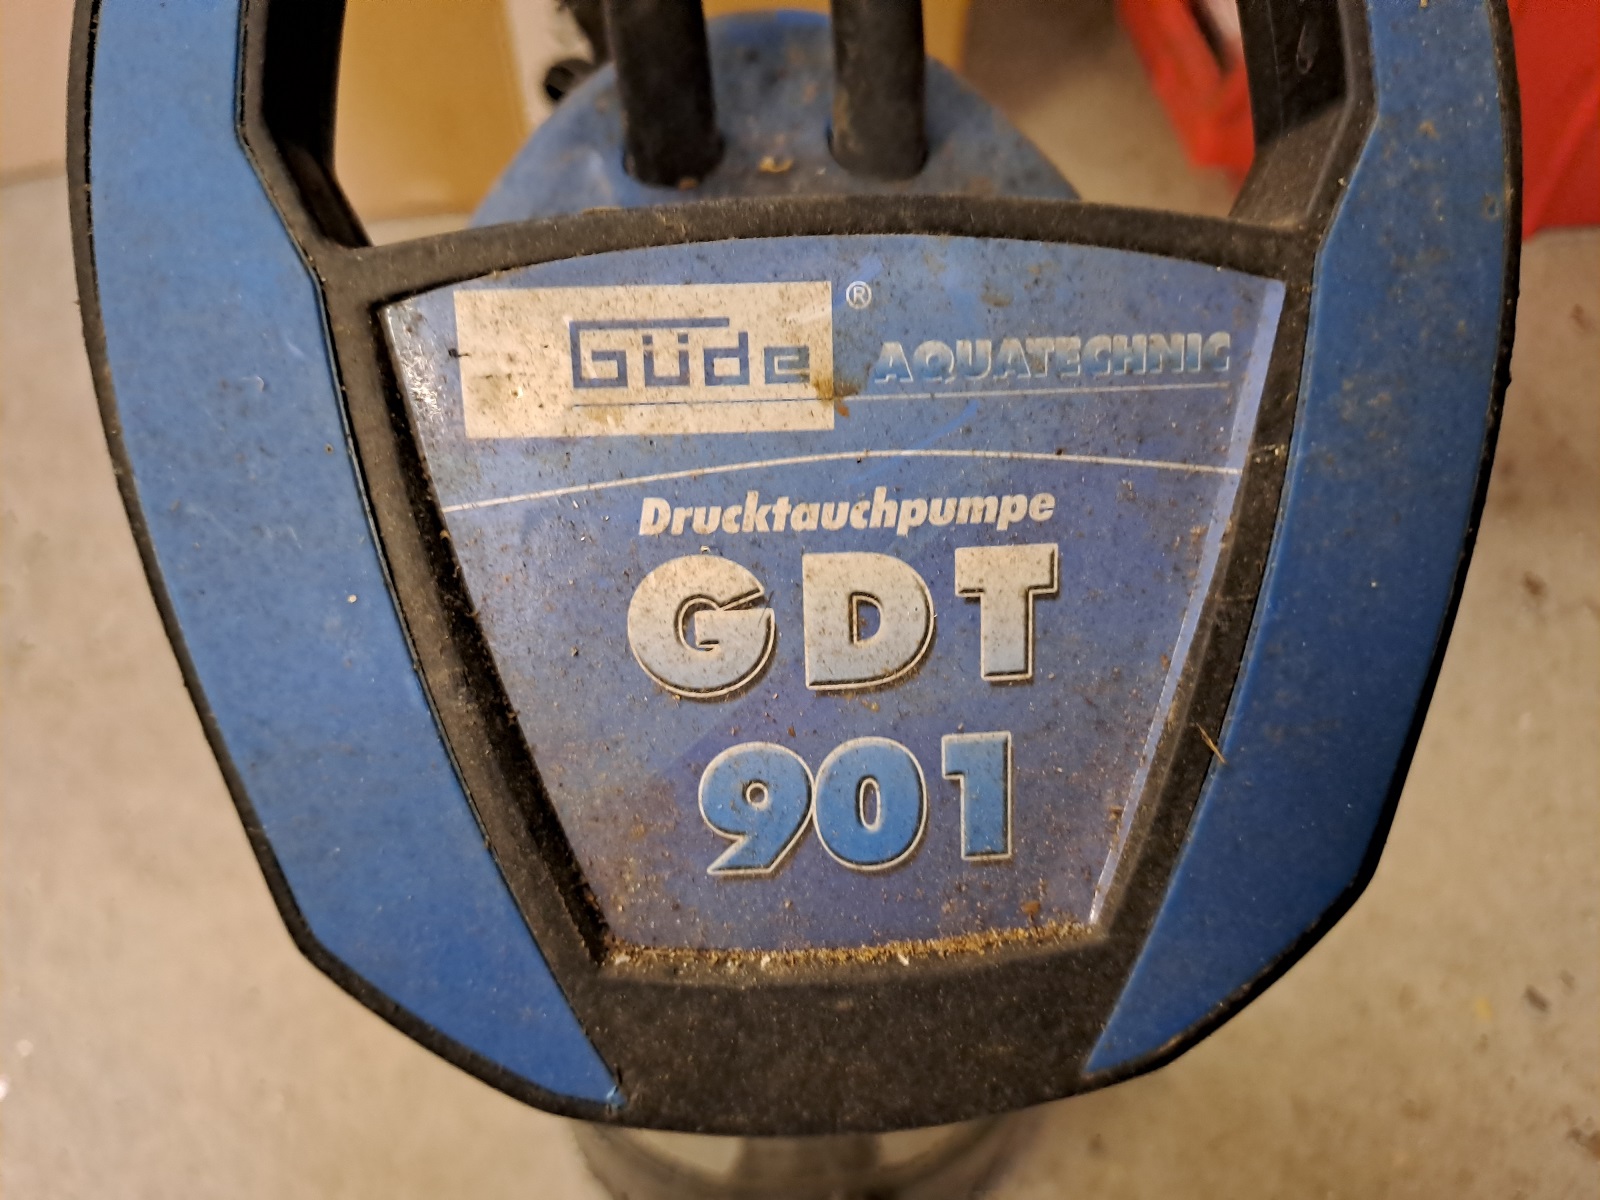 Güde ® AQUATECHNIC
Drucktauchpumpe
GDT
901